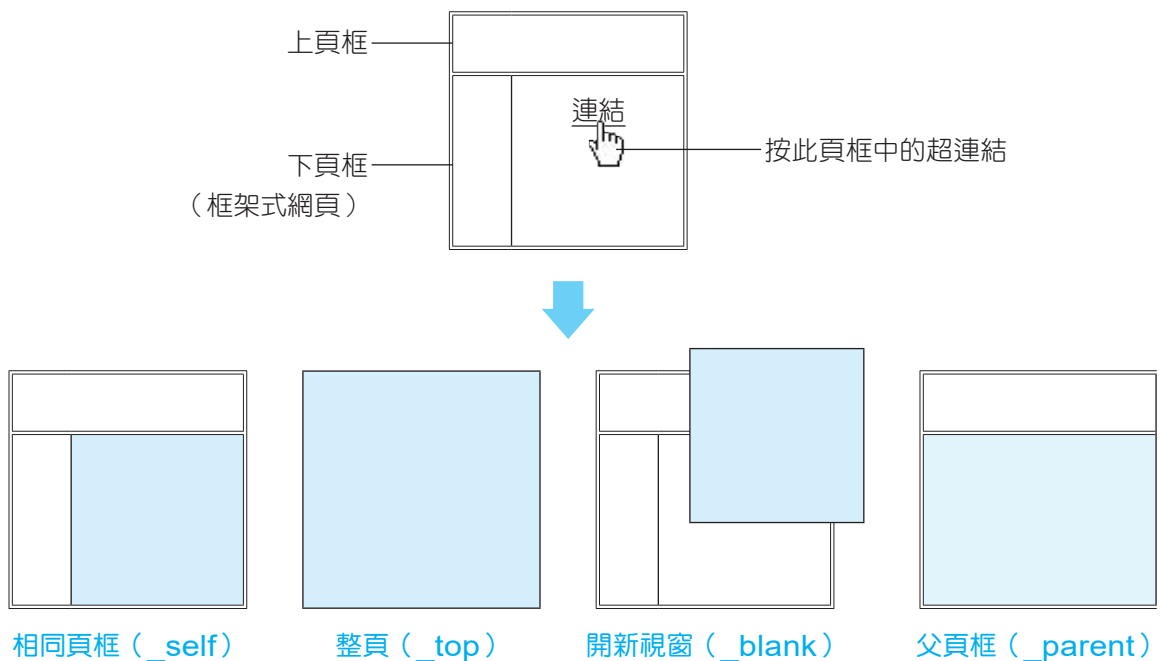 上頁框
連結
按此頁框中的超連結
下頁框
（框架式網頁）
相同頁框（_self）
整頁（_top）
開新視窗（_blank）
父頁框（_parent）